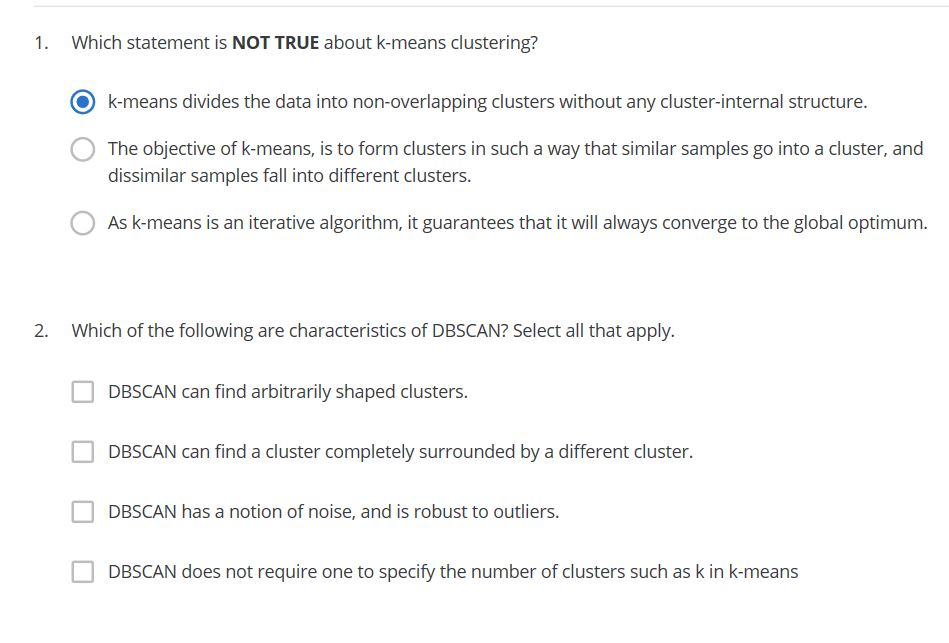 1. Which statement is NOT TRUE about k-means clustering?
k-means divides the data into non-overlapping clusters without any cluster-internal structure.
The objective of k-means, is to form clusters in such a way that similar samples go into a cluster, and
dissimilar samples fall into different clusters.
As k-means is an iterative algorithm, it guarantees that it will always converge to the global optimum.
2. Which of the following are characteristics of DBSCAN? Select all that apply.
DBSCAN can find arbitrarily shaped clusters.
DBSCAN can find a cluster completely surrounded by a different cluster.
DBSCAN has a notion of noise, and is robust to outliers.
DBSCAN does not require one to specify the number of clusters such as k in k-means